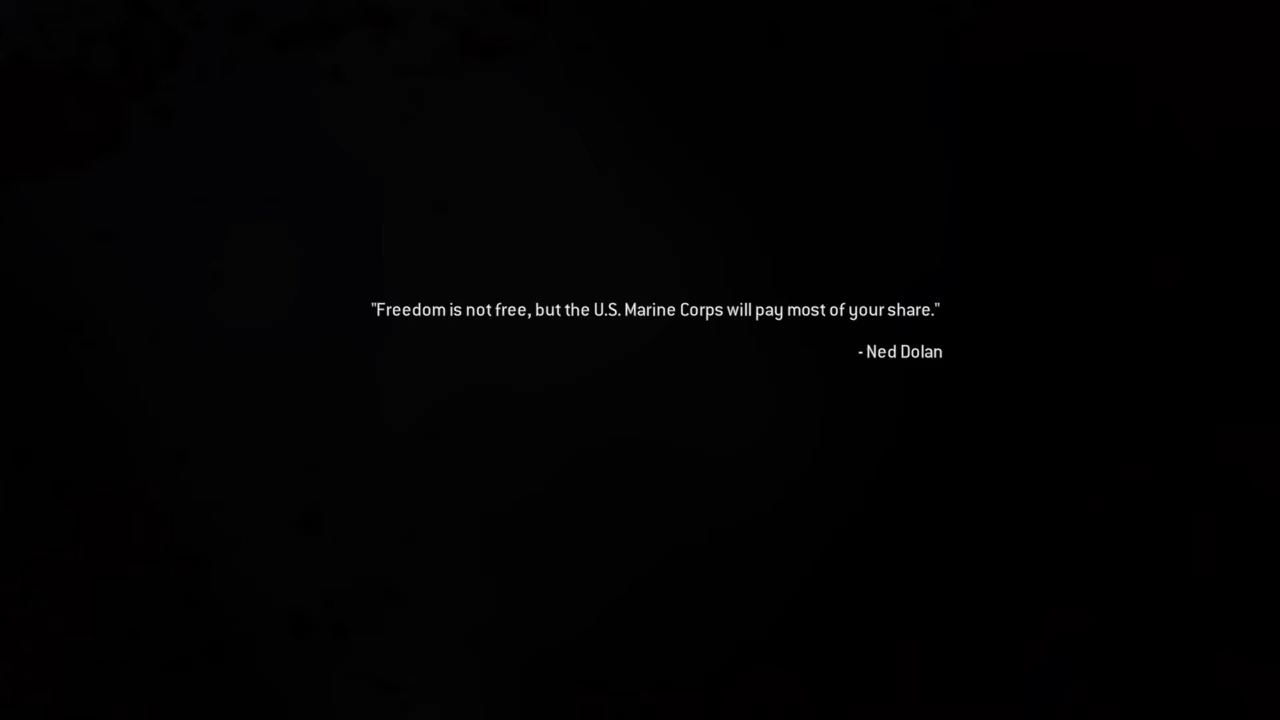 "Freedom is not free, but the U.S. Marine Corps will pay most of your share."
- Ned Dolan